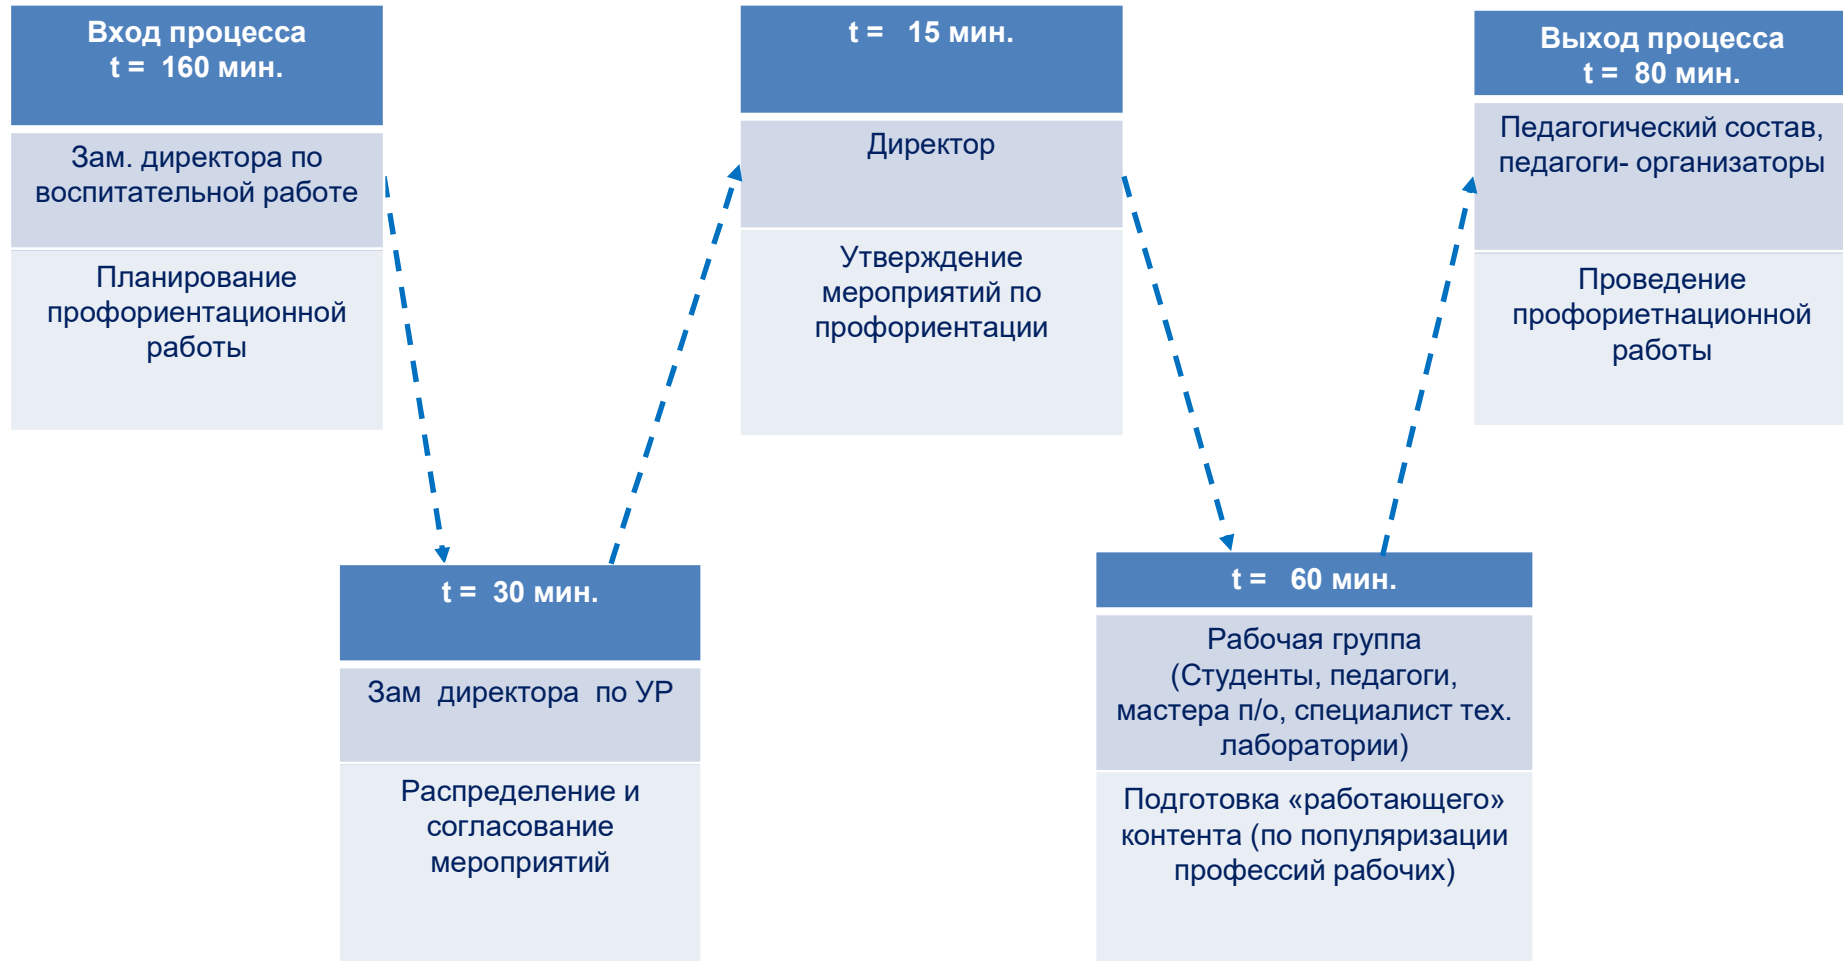 Вход процесса
t = 160 мин.
Зам. директора по
воспитательной работе
Планирование
профориентационной
работы
t = 30 мин.
Зам директора по УР
Распределение и
согласование
мероприятий
t = 15 мин.
Директор
Утверждение
мероприятий по
профориентации
t = 60 мин.
Рабочая группа
(Студенты, педагоги,
мастера п/о, специалист тех.
лаборатории)
Подготовка «работающего»
контента (по популяризации
профессий рабочих)
Выход процесса
t = 80 мин.
Педагогический состав,
педагоги- организаторы
Проведение
профориетнационной
работы